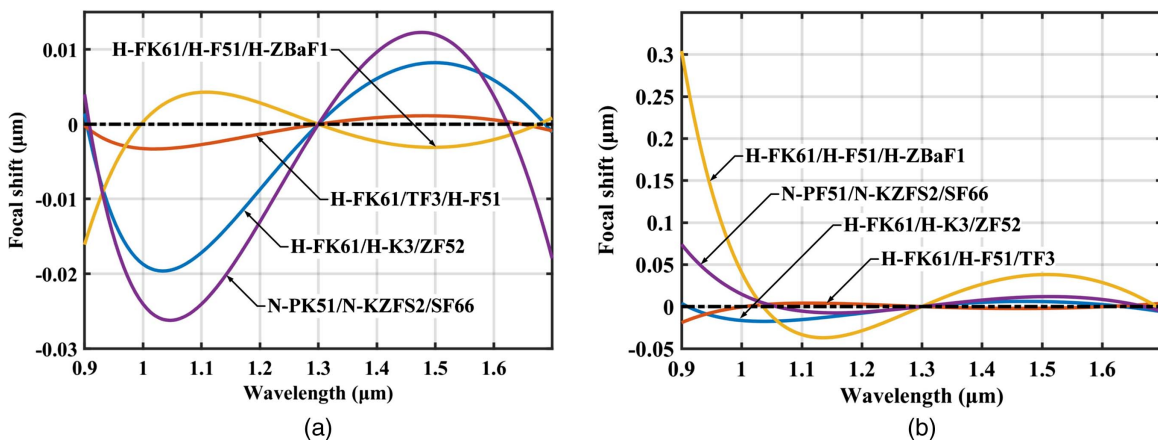 0.01
0
-0.01
-0.02
-0.03
Focal shift (μm)
H-FK61/H-F51/H-ZBaF1
H-FK61/TF3/H-F51
H-FK61/H-K3/ZF52
N-PK51/N-KZFS2/SF66
0.9 1 1.1 1.2 1.3 1.4 1.5 1.6
Wavelength (μm)
(a)
0.3
0.25
0.2
0.15
0.1
0.05
0
-0.05
Focal shift (μm)
H-FK61/H-F51/H-ZBaF1
N-PF51/N-KZFS2/SF66
H-FK61/H-K3/ZF52
H-FK61/H-F51/TF3
0.9 1 1.1 1.2 1.3 1.4 1.5 1.6
Wavelength (μm)
(b)